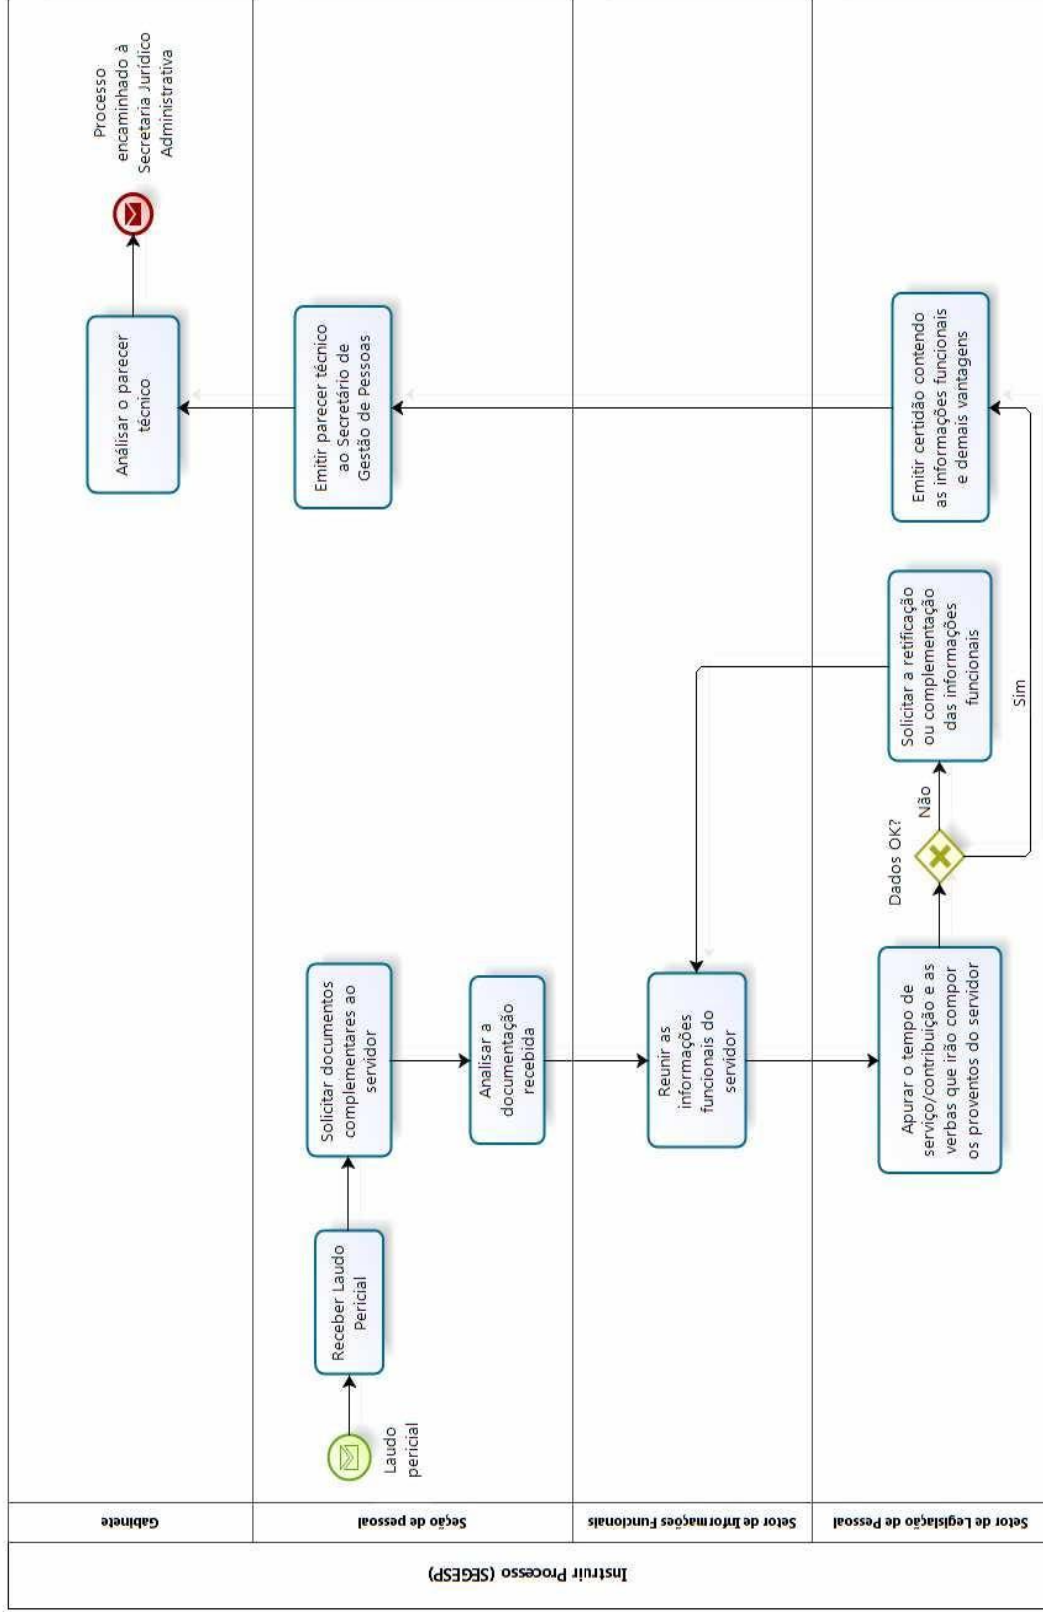 Instruir Processo (SEGESP)
Gabinete
Análisar o parecer
técnico
Processo
encaminhado à
Secretaria Jurídico
Administrativa
Seção de pessoal
Laudo
pericial
Receber Laudo
Pericial
Solicitar documentos
complementares ao
servidor
Analisar a
documentação
recebida
Emitir parecer técnico
ao Secretário de
Gestão de Pessoas
Setor de Informações Funcionais
Reunir as
informações
funcionais do
servidor
Setor de Legislação de Pessoal
Apurar o tempo de
serviço/contribuição e as
verbas que irão compor
os proventos do servidor
Dados OK?
Não
Solicitar a retificação
ou complementação
das informações
funcionais
Sim
Emitir certidão contendo
as informações funcionais
e demais vantagens